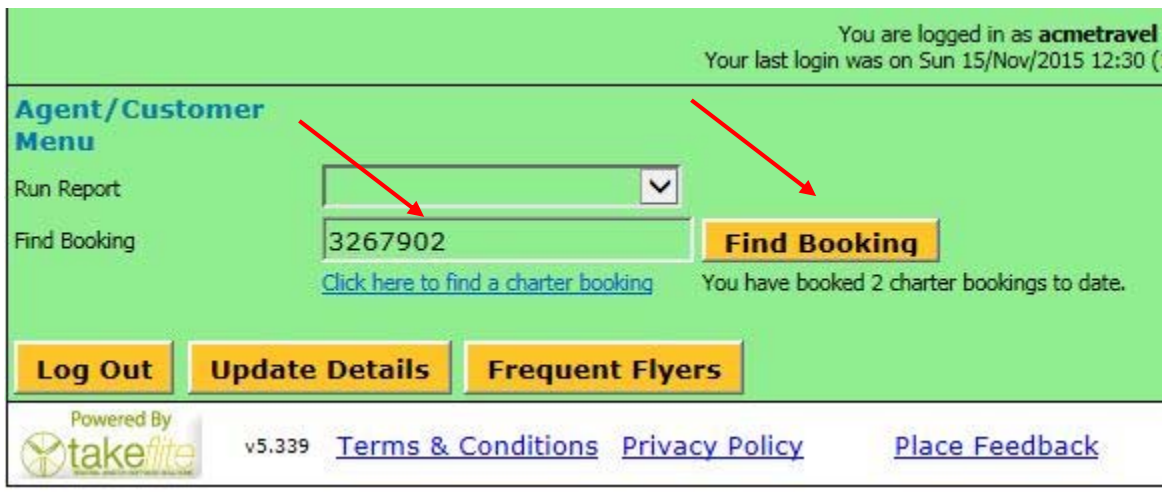 You are logged in as acmetravel
Your last login was on Sun 15/Nov/2015 12:30 (
Agent/Customer
Menu
Run Report
Find Booking 3267902 Find Booking
Click here to find a charter booking You have booked 2 charter bookings to date.
Log Out Update Details Frequent Flyers
Powered By
takeflite v5.339 Terms & Conditions Privacy Policy Place Feedback